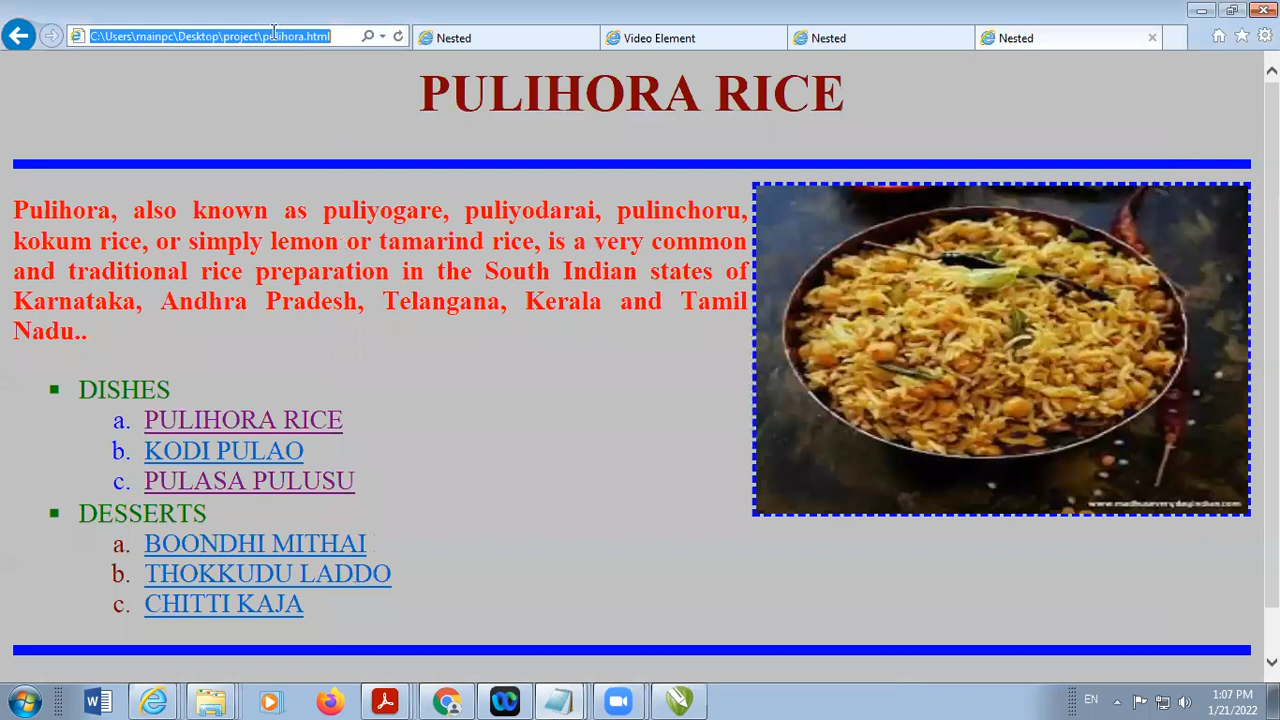 C:\Users\mainpc\Desktop\project\pulihora.html
Nested
Video Element
Nested
Nested
PULIHORA RICE
Pulihora, also known as puliyogare, puliyodarai, pulinchoru,
kokum rice, or simply lemon or tamarind rice, is a very common
and traditional rice preparation in the South Indian states of
Karnataka, Andhra Pradesh, Telangana, Kerala and Tamil
Nadu..
DISHES
a. PULIHORA RICE
b. KODI PULAO
c. PULASA PULUSU
DESSERTS
a. BOONDHI MITHAI
b. THOKKUDU LADDO
c. CHITTI KAJA
www.madhuseverydayindian.com
EN
1:07 PM
1/21/2022